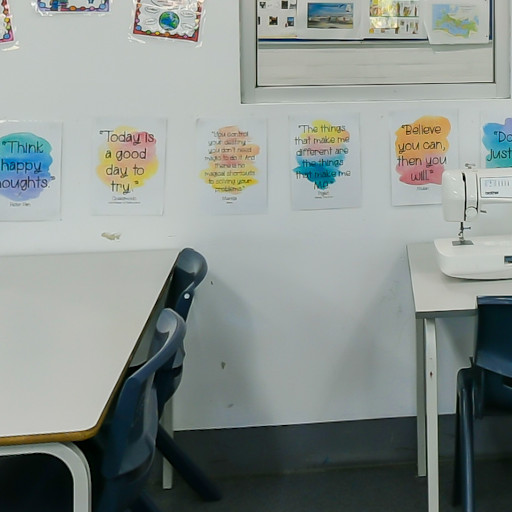 "Think
happy
thoughts."
"Today is
a good
day to
try."
"You control
your destiny
you don't need
magic to do it. And
there's no
magical shortcuts
to solving your
problems."
"The things
that make me
different are
the things
that make me
"Believe
you can,
then you
will."
"Do
Just
brother